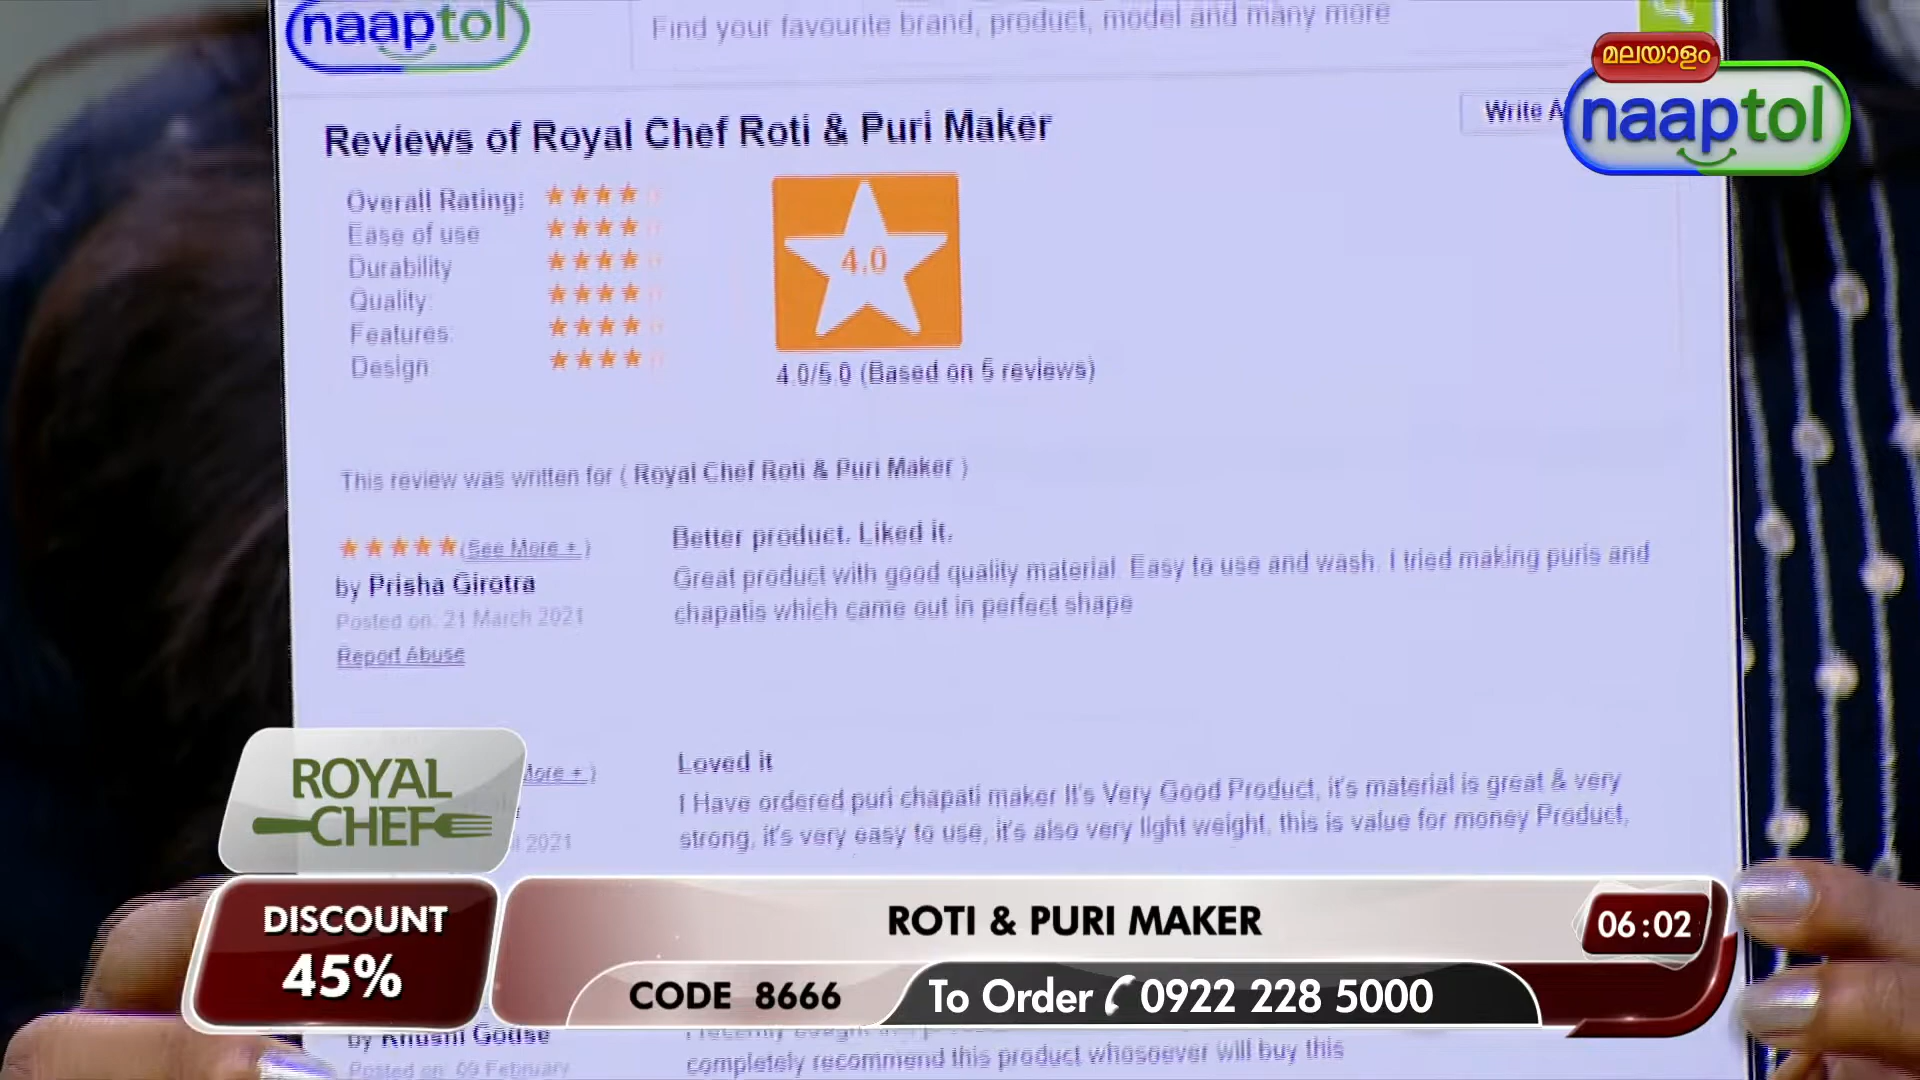 naaptol
Find your favourite brand, product, model and many more
മലയാളം
naaptol
Reviews of Royal Chef Roti & Puri Maker
Write A
Overall Rating:
Ease of use
Durability
Quality
Features:
Design
4.0
4.0/5.0 (Based on 5 reviews)
This review was written for ( Royal Chef Roti & Puri Maker )
(See More + )
by Prisha Girotra
Posted on: 21 March 2021
Report Abuse
Better product. Liked it.
Great product with good quality material. Easy to use and wash. I tried making puris and
chapatis which came out in perfect shape
More + )
2021
Loved it
I Have ordered puri chapati maker It's Very Good Product, it's material is great & very
strong, it's very easy to use, it's also very light weight, this is value for money Product,
ROYAL
CHEF
DISCOUNT
45%
ROTI & PURI MAKER
06:02
CODE 8666
To Order 0922 228 5000
by Khushi Godse
Posted on: 09 February
completely recommend this product whosoever will buy this